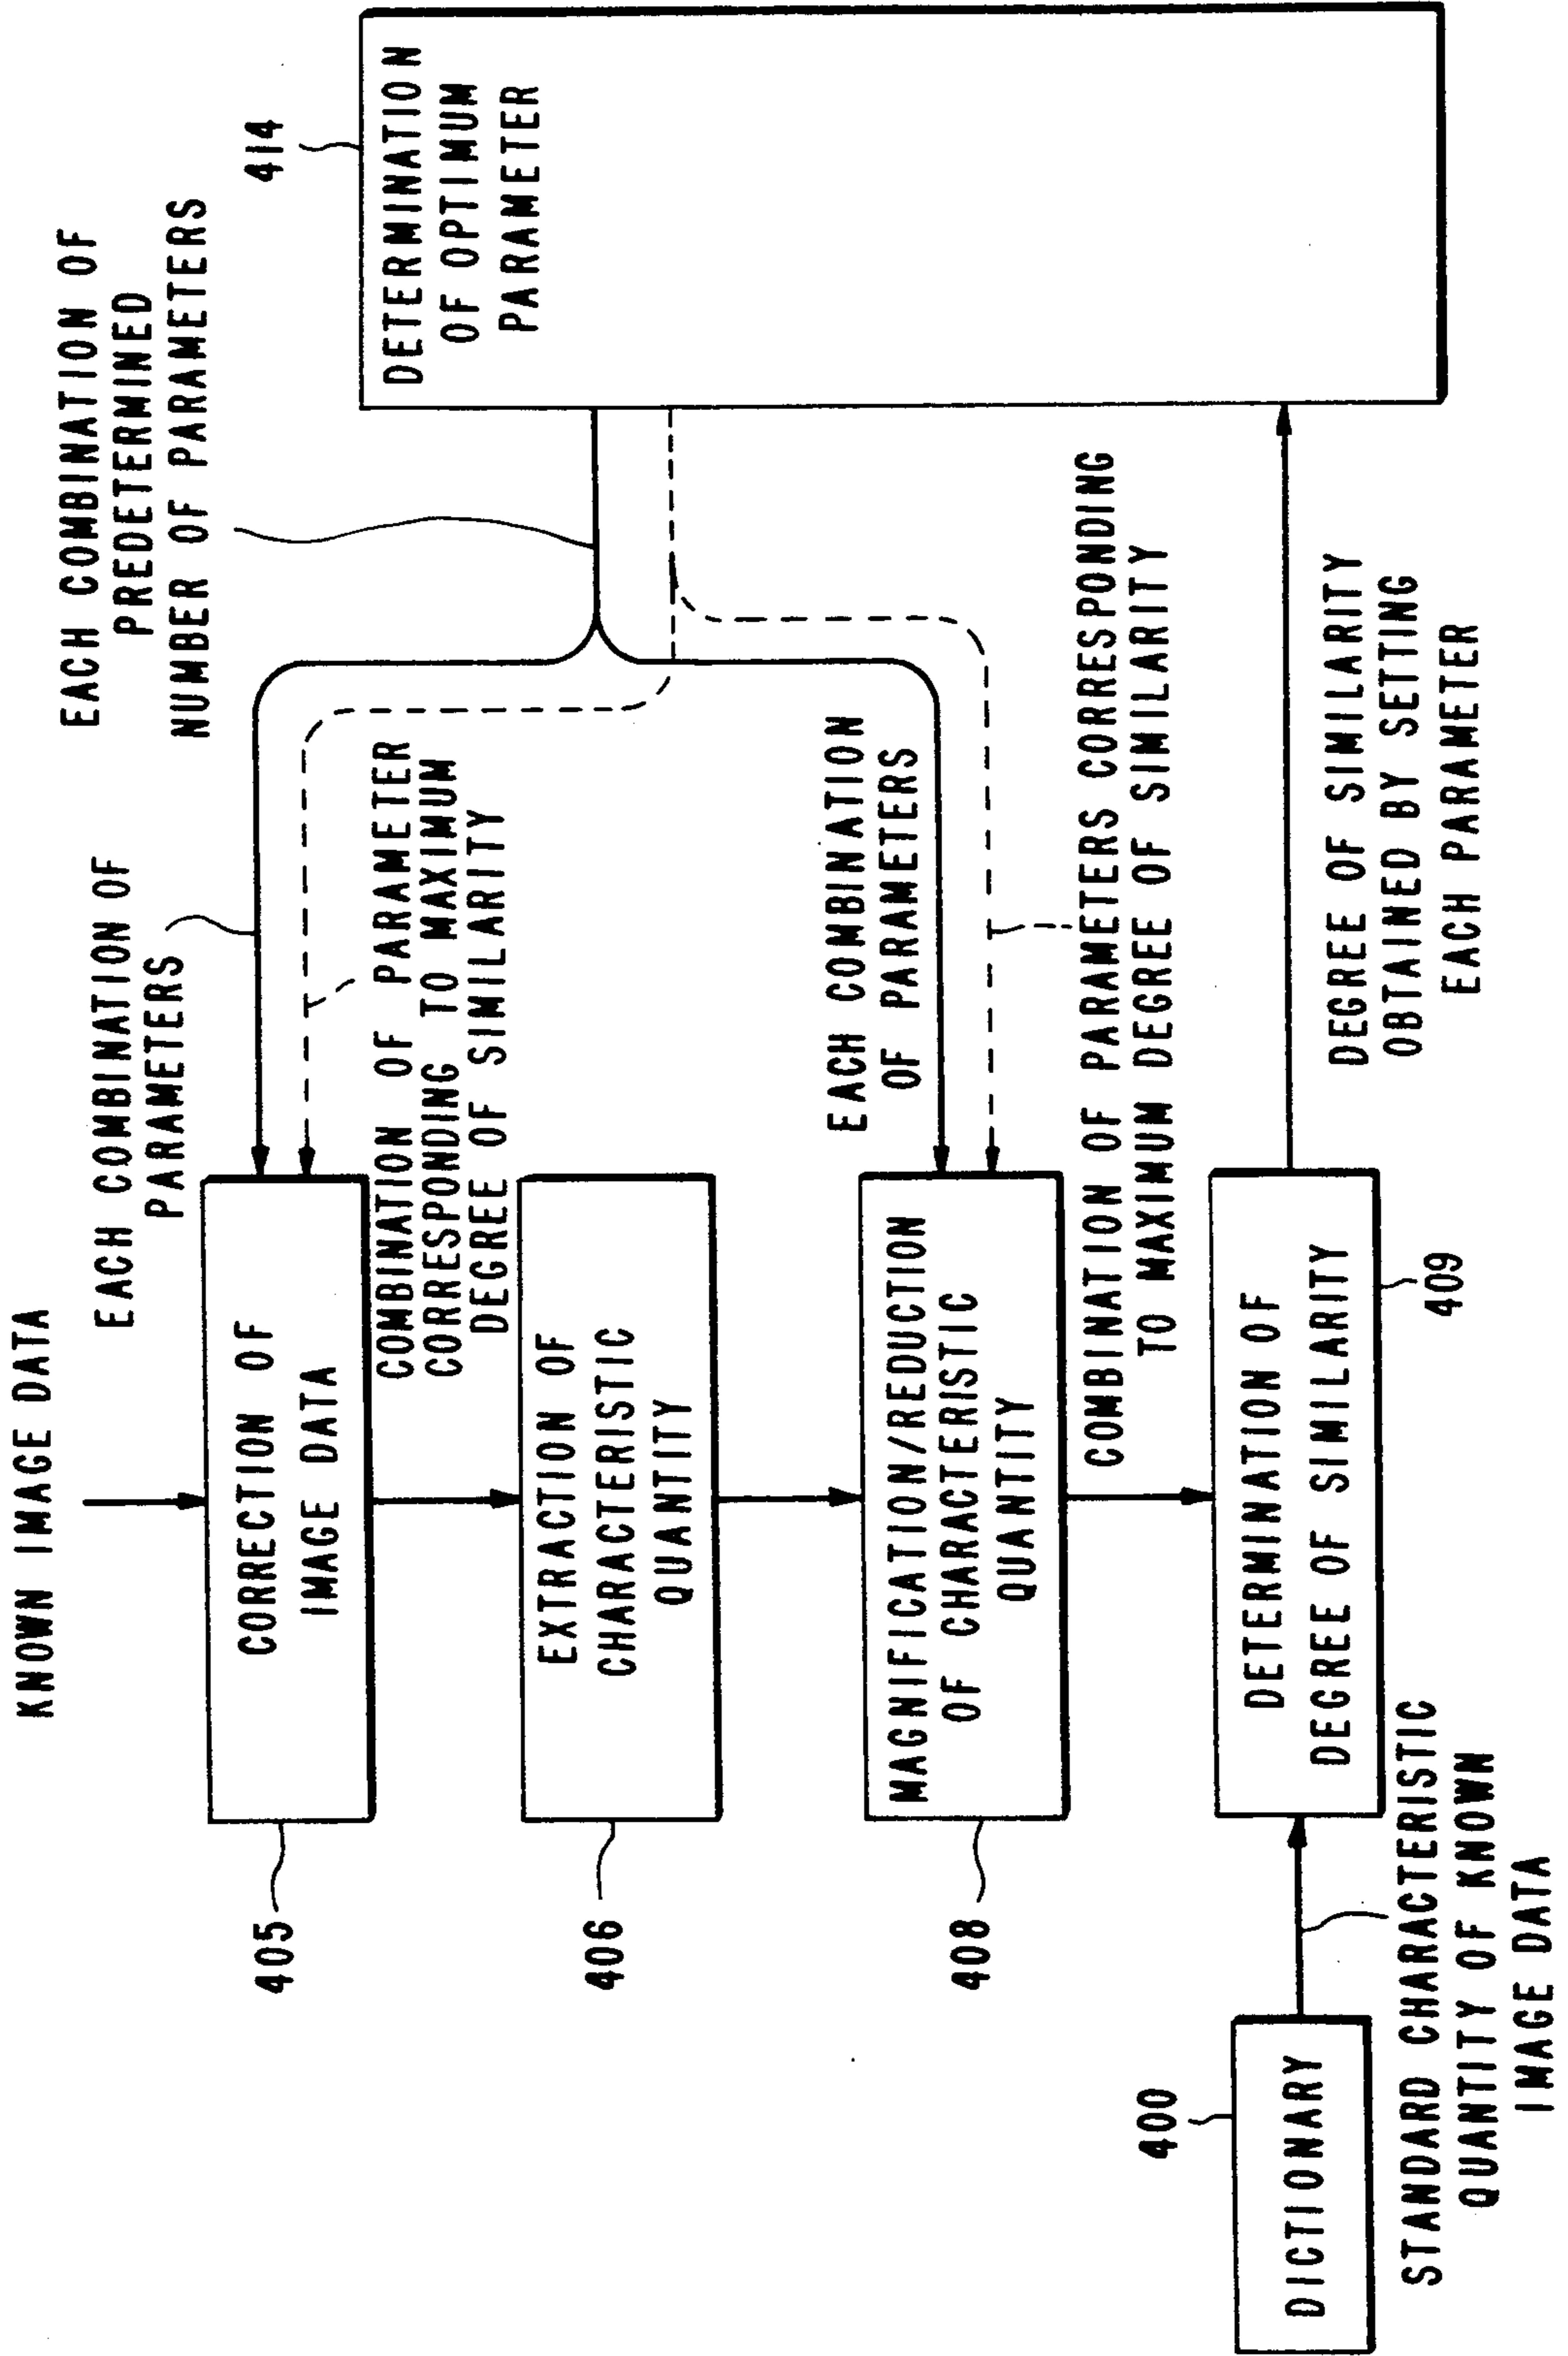 KNOWN IMAGE DATA
EACH COMBINATION OF
PARAMETERS
EACH COMBINATION OF
PREDETERMINED
NUMBER OF PARAMETERS
414
DETERMINATION
OF OPTIMUM
PARAMETER
405
CORRECTION OF
IMAGE DATA
COMBINATION OF PARAMETER
CORRESPONDING TO MAXIMUM
DEGREE OF SIMILARITY
406
EXTRACTION OF
CHARACTERISTIC
QUANTITY
EACH COMBINATION
OF PARAMETERS
408
MAGNIFICATION/REDUCTION
OF CHARACTERISTIC
QUANTITY
COMBINATION OF PARAMETERS CORRESPONDING
TO MAXIMUM DEGREE OF SIMILARITY
400
DICTIONARY
STANDARD CHARACTERISTIC
QUANTITY OF KNOWN
IMAGE DATA
DETERMINATION OF
DEGREE OF SIMILARITY
409
DEGREE OF SIMILARITY
OBTAINED BY SETTING
EACH PARAMETER